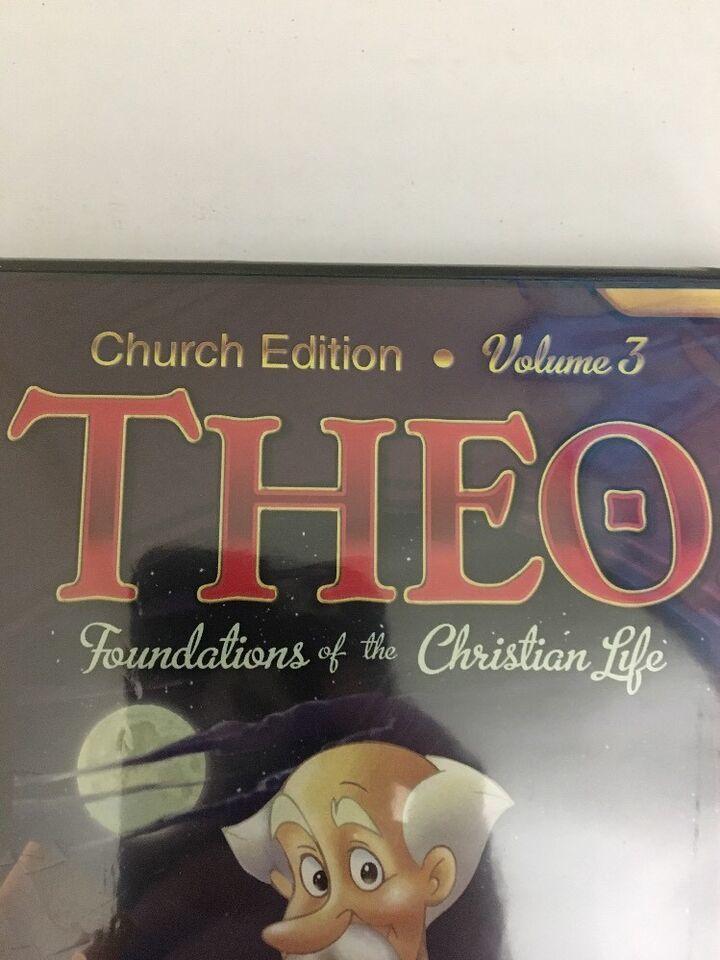 Church Edition • Volume 3
THEO
Foundations of the Christian Life